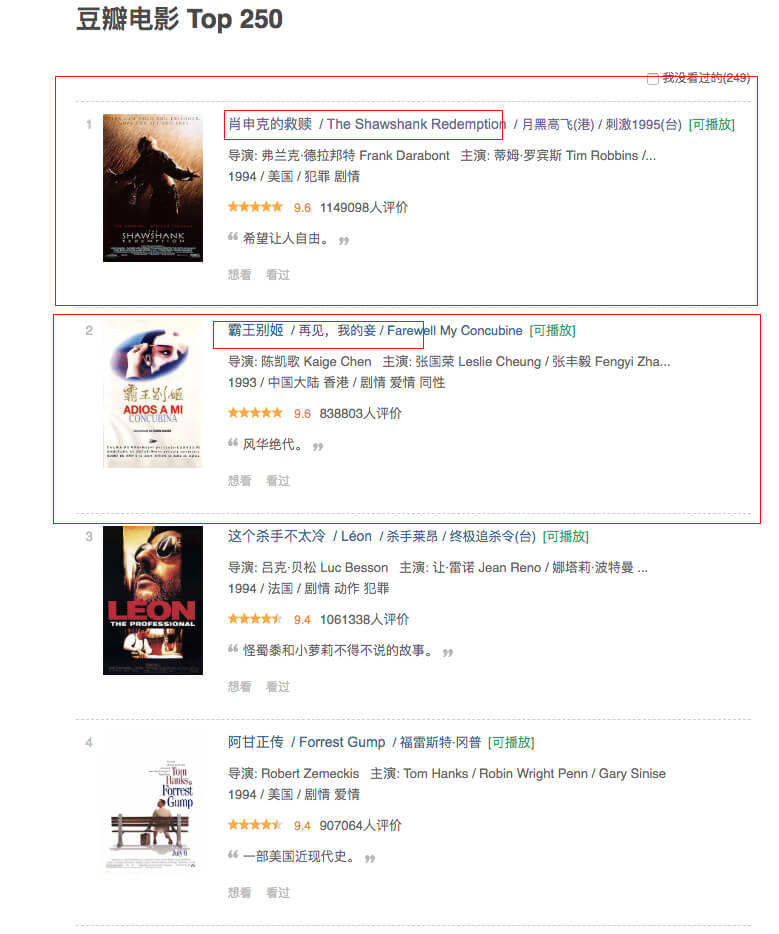 豆瓣电影 Top 250
我没看过的(249)
1
肖申克的救赎 / The Shawshank Redemption / 月黑高飞(港) / 刺激1995(台) [可播放]
导演: 弗兰克·德拉邦特 Frank Darabont 主演: 蒂姆·罗宾斯 Tim Robbins /...
1994 / 美国 / 犯罪 剧情
9.6 1149098人评价
“ 希望让人自由。 ”
想看 看过
THE
SHAWSHANK
REDEMPTION
2
霸王别姬 / 再见，我的妾 / Farewell My Concubine [可播放]
导演: 陈凯歌 Kaige Chen 主演: 张国荣 Leslie Cheung / 张丰毅 Fengyi Zha...
1993 / 中国大陆 香港 / 剧情 爱情 同性
9.6 838803人评价
“ 风华绝代。 ”
想看 看过
霸王别姬
ADIOS A MI
CONCUBINA
3
这个杀手不太冷 / Léon / 杀手莱昂 / 终极追杀令(台) [可播放]
导演: 吕克·贝松 Luc Besson 主演: 让·雷诺 Jean Reno / 娜塔莉·波特曼 ...
1994 / 法国 / 剧情 动作 犯罪
9.4 1061338人评价
“ 怪蜀黍和小萝莉不得不说的故事。 ”
想看 看过
LEON
THE PROFESSIONAL
4
阿甘正传 / Forrest Gump / 福雷斯特·冈普 [可播放]
导演: Robert Zemeckis 主演: Tom Hanks / Robin Wright Penn / Gary Sinise
1994 / 美国 / 剧情 爱情
9.4 907064人评价
“ 一部美国近现代史。 ”
想看 看过
Tom
Hanks is
Forrest
Gump
July 6